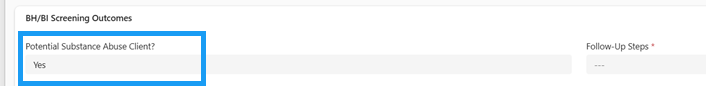 BH/BI Screening Outcomes
Potential Substance Abuse Client?
Yes
Follow-Up Steps *
---